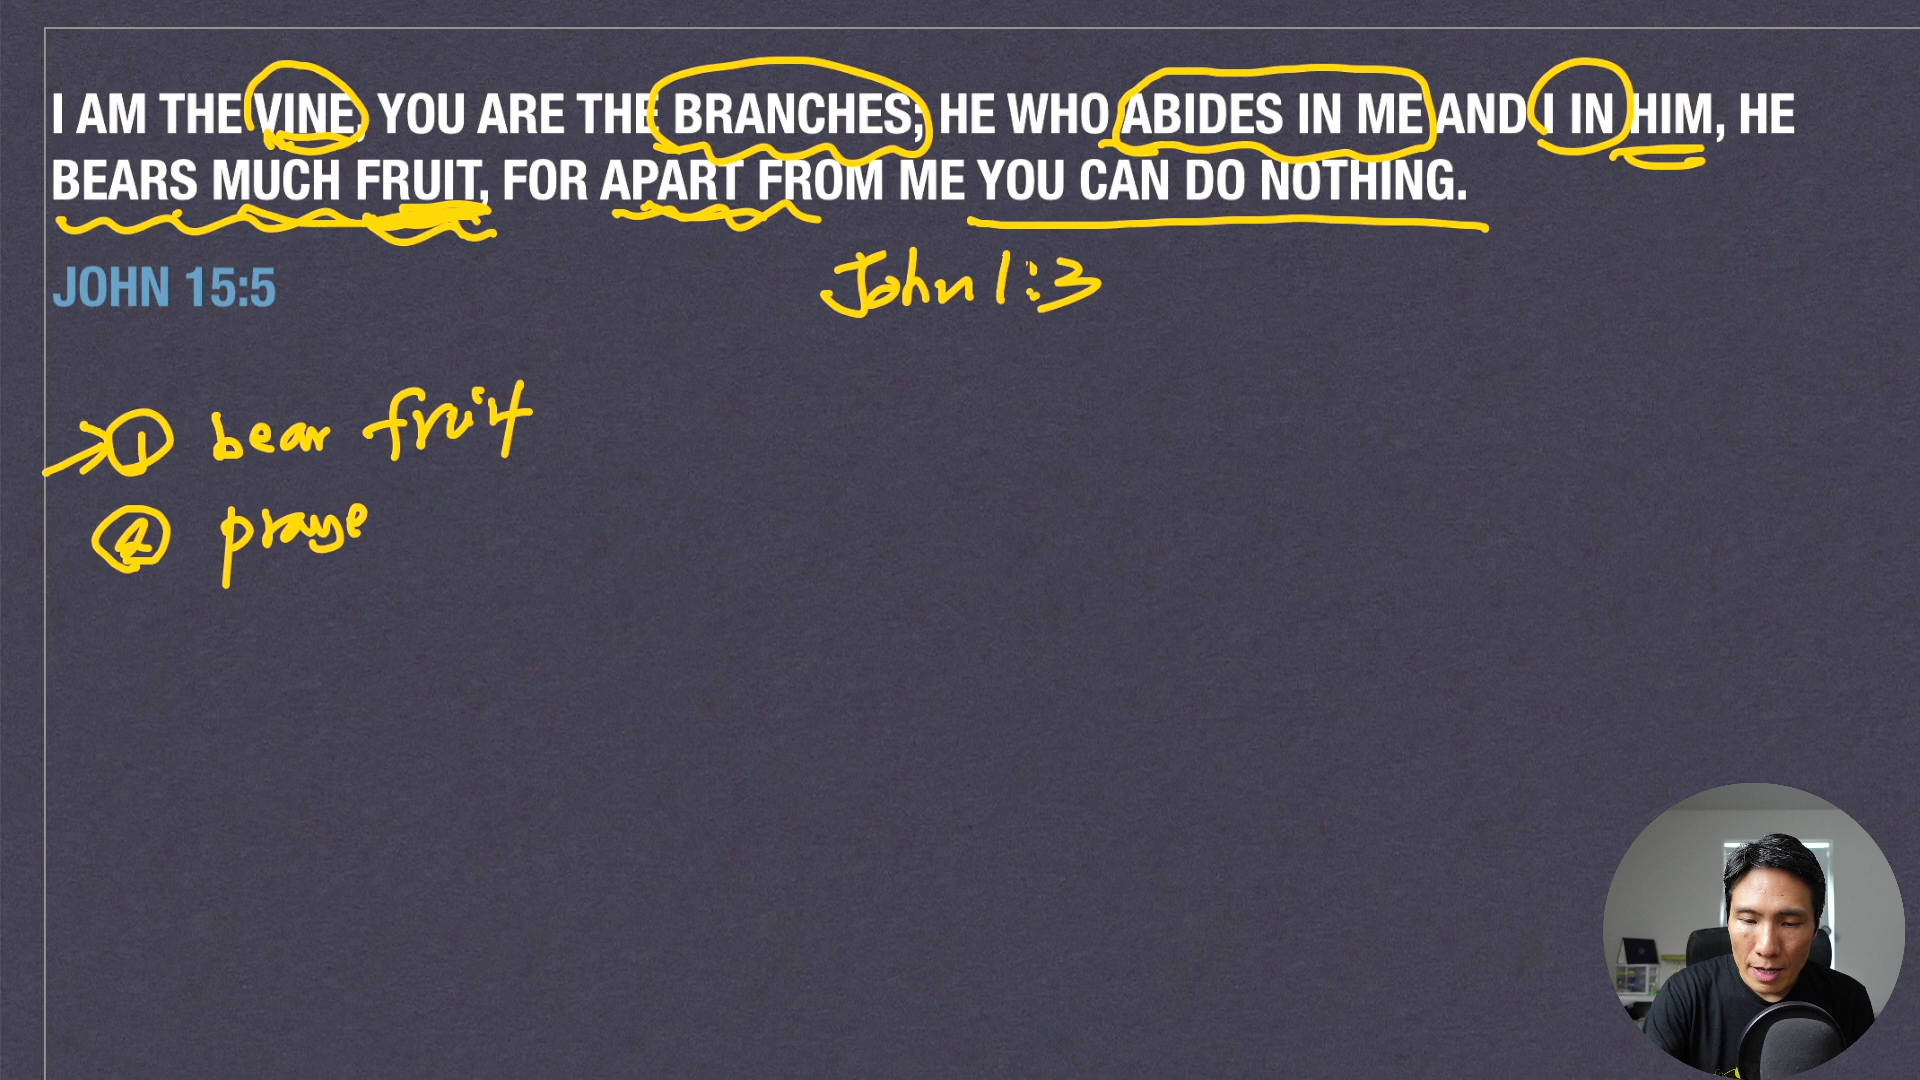 I AM THE VINE, YOU ARE THE BRANCHES; HE WHO ABIDES IN ME AND I IN HIM, HE
BEARS MUCH FRUIT, FOR APART FROM ME YOU CAN DO NOTHING.
JOHN 15:5
John 1:3
1 bear fruit
2 praye